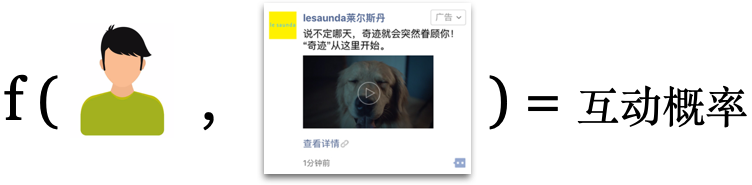 f ( , ) = 互动概率
lesaunda莱尔斯丹
广告
le saunda
说不定哪天，奇迹就会突然眷顾你！
“奇迹”从这里开始。
查看详情
1分钟前